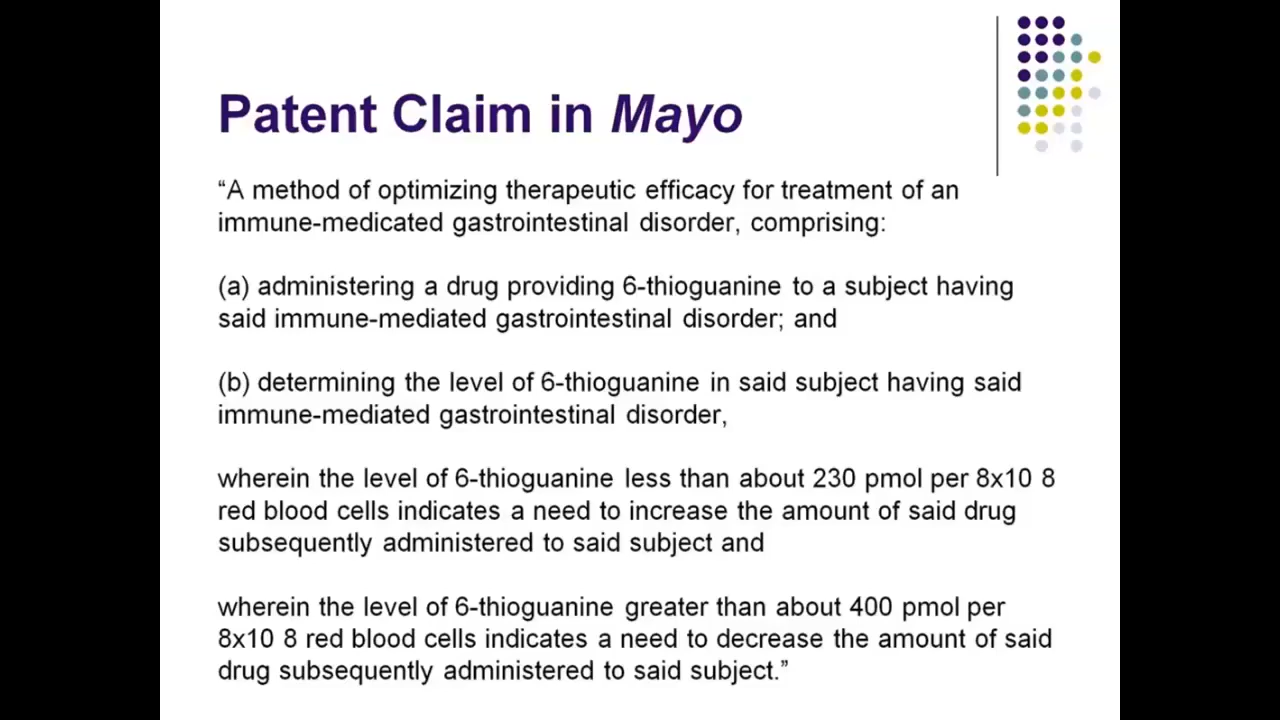 Patent Claim in Mayo
“A method of optimizing therapeutic efficacy for treatment of an
immune-medicated gastrointestinal disorder, comprising:
(a) administering a drug providing 6-thioguanine to a subject having
said immune-mediated gastrointestinal disorder; and
(b) determining the level of 6-thioguanine in said subject having said
immune-mediated gastrointestinal disorder,
wherein the level of 6-thioguanine less than about 230 pmol per 8x10 8
red blood cells indicates a need to increase the amount of said drug
subsequently administered to said subject and
wherein the level of 6-thioguanine greater than about 400 pmol per
8x10 8 red blood cells indicates a need to decrease the amount of said
drug subsequently administered to said subject.”